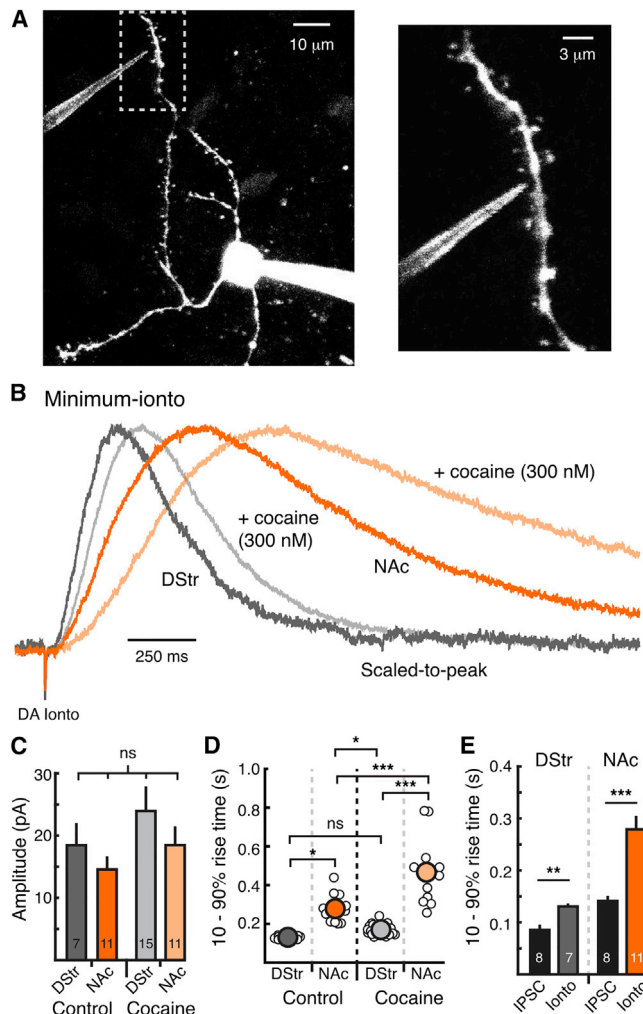 A
10 μm
3 μm
B
Minimum-ionto
+ cocaine (300 nM)
+ cocaine
(300 nM)
DStr
NAc
250 ms
Scaled-to-peak
DA Ionto
C
ns
Amplitude (pA)
30
20
10
7
11
15
11
DStr
NAc
DStr
NAc
Control
Cocaine
D
10 - 90% rise time (s)
1.0
0.8
0.6
0.4
0.2
*
***
***
ns
*
DStr
NAc
DStr
NAc
Control
Cocaine
E
DStr
NAc
10 - 90% rise time (s)
0.4
0.3
0.2
0.1
0
**
***
8
7
8
11
IPSC
Ionto
IPSC
Ionto